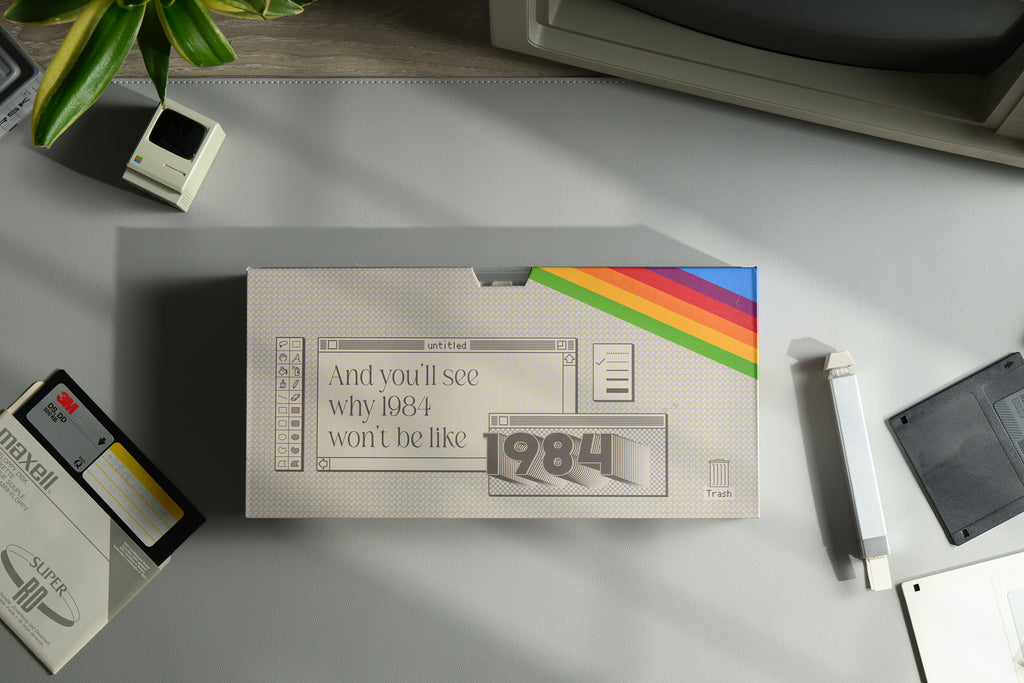 untitled
And you'll see
why 1984
won't be like
1984
Trash
3M
DS, DD
maxell
SUPER
RD